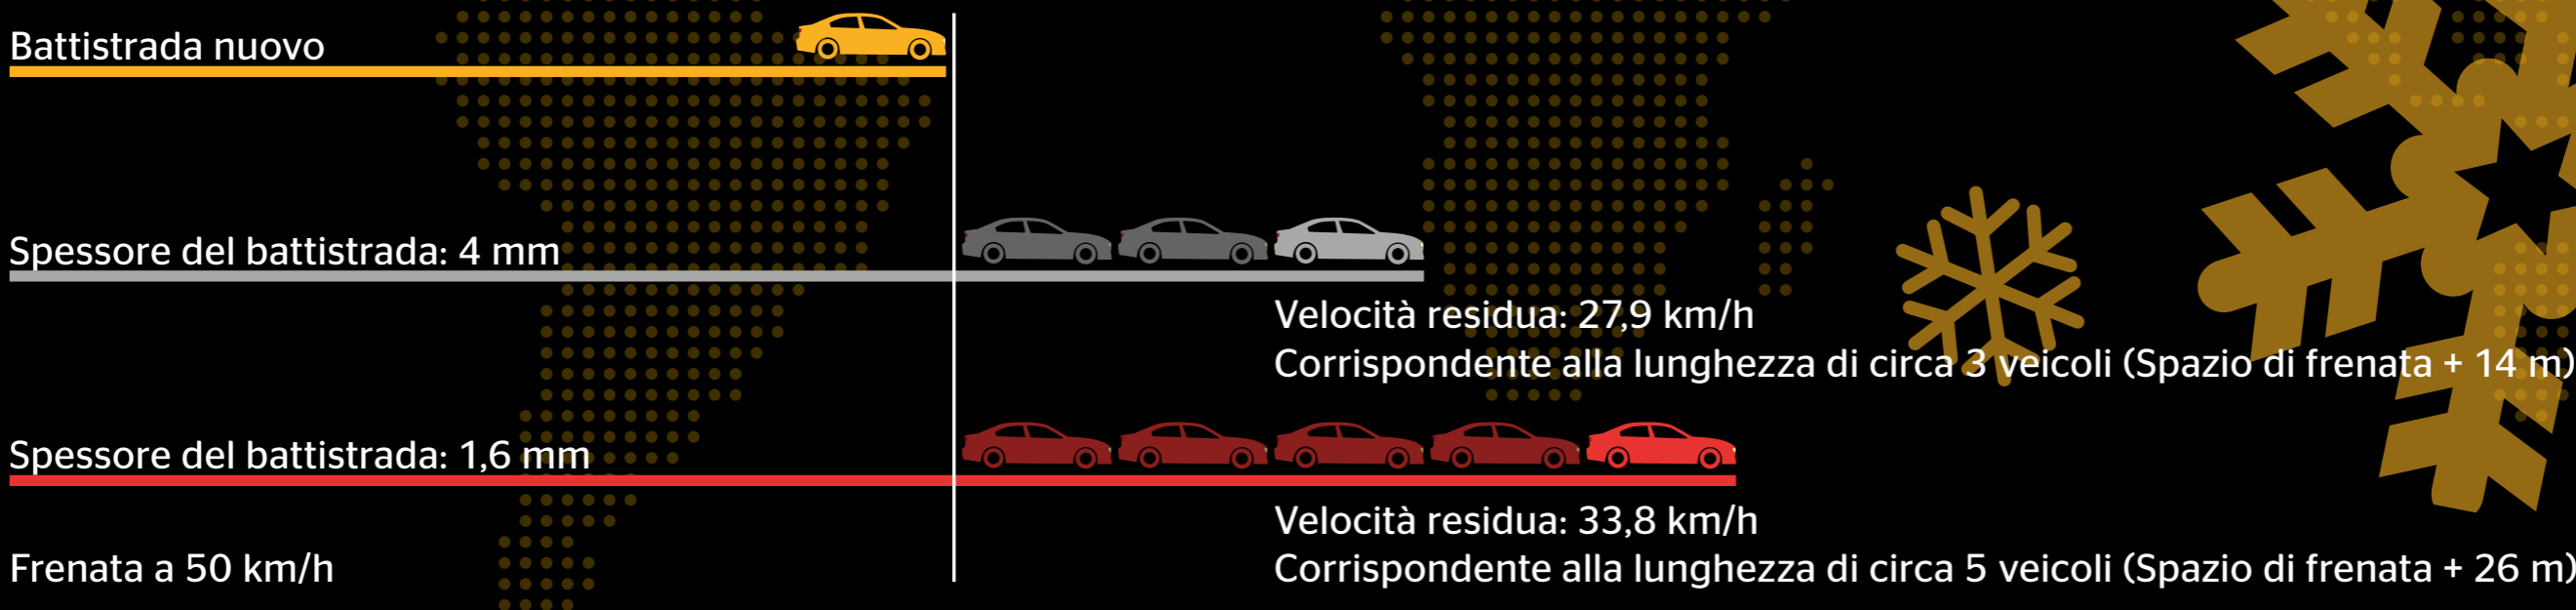 Battistrada nuovo
Spessore del battistrada: 4 mm
Velocità residua: 27,9 km/h
Corrispondente alla lunghezza di circa 3 veicoli (Spazio di frenata + 14 m)
Spessore del battistrada: 1,6 mm
Velocità residua: 33,8 km/h
Corrispondente alla lunghezza di circa 5 veicoli (Spazio di frenata + 26 m)
Frenata a 50 km/h